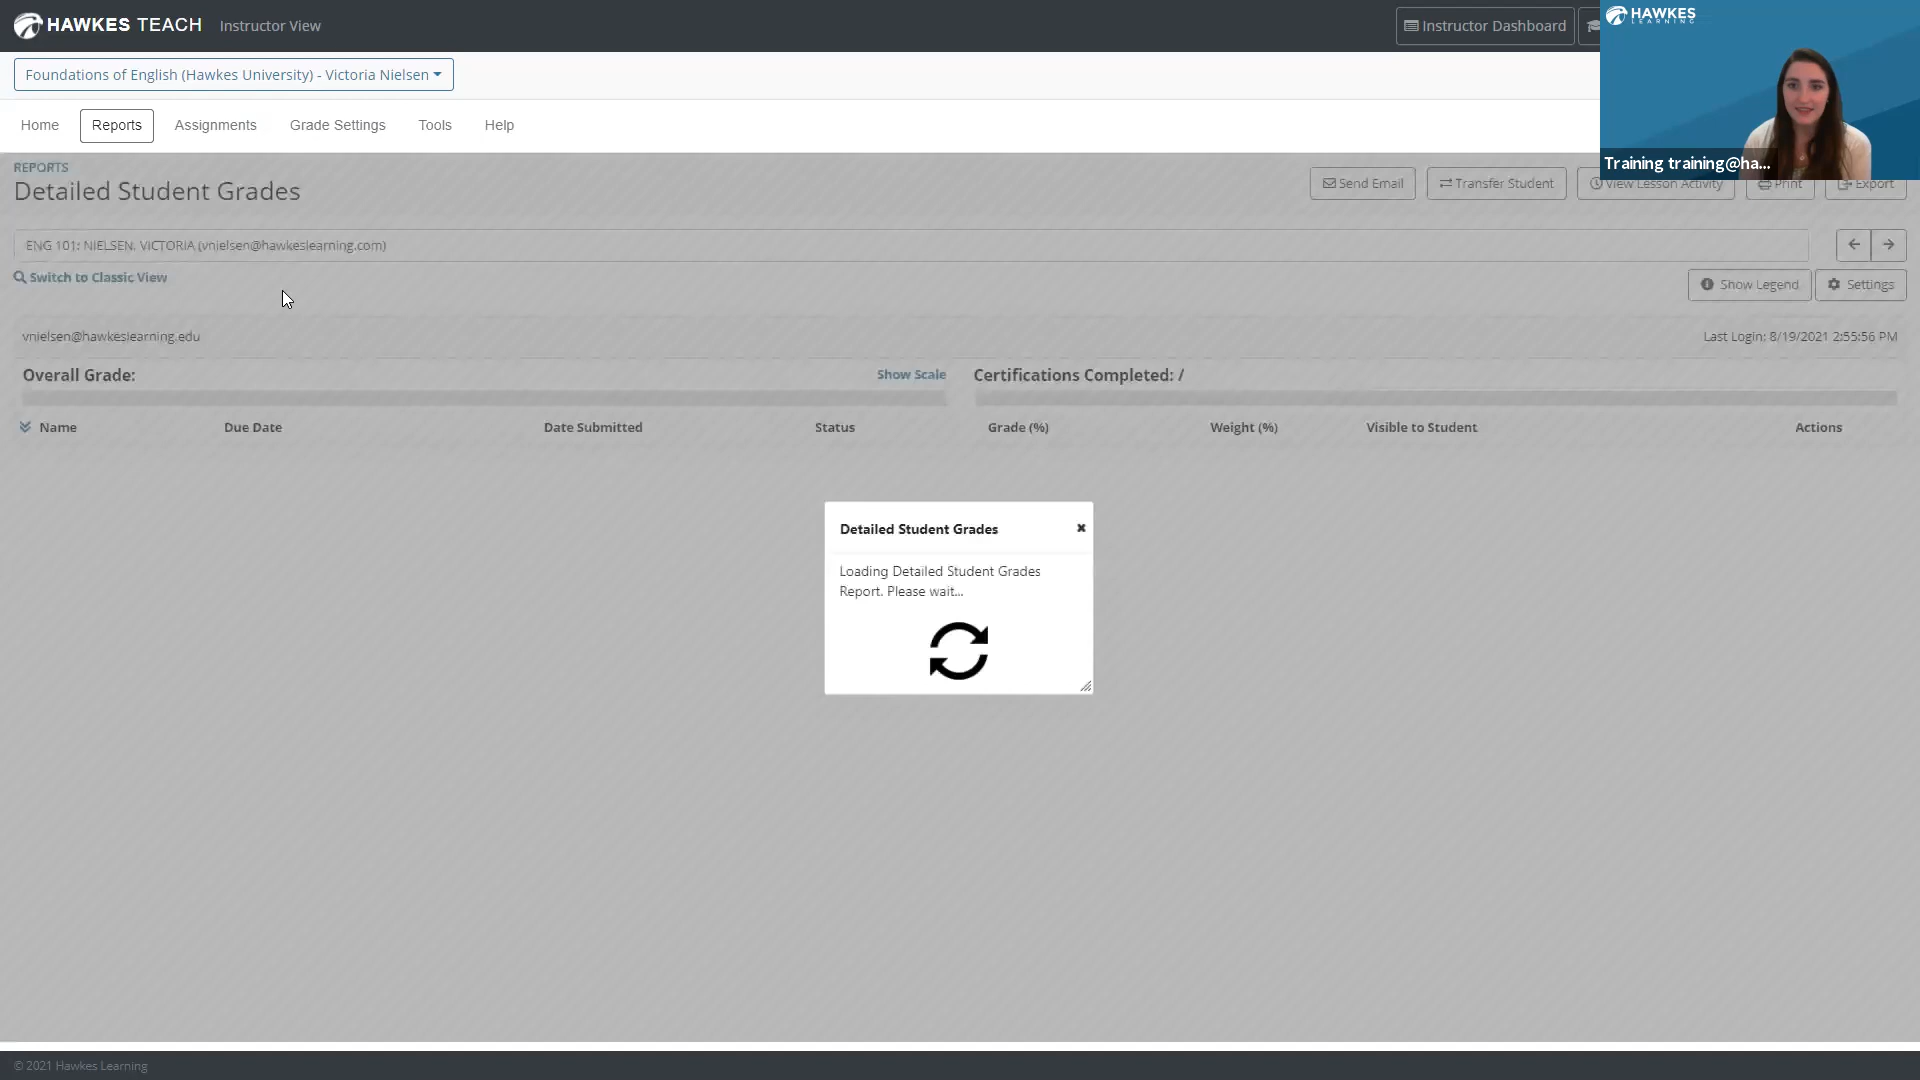 HAWKES TEACH Instructor View
Instructor Dashboard
HAWKES
LEARNING
Foundations of English (Hawkes University) - Victoria Nielsen
Home Reports Assignments Grade Settings Tools Help
Training training@ha...
REPORTS
Detailed Student Grades
Send Email Transfer Student View Lesson Activity Print Export
ENG 101: NIELSEN, VICTORIA (vnielsen@hawkeslearning.com)
Switch to Classic View
Show Legend Settings
vnielsen@hawkeslearning.edu
Last Login: 8/19/2021 2:55:56 PM
Overall Grade: Show Scale Certifications Completed: /
Name Due Date Date Submitted Status Grade (%) Weight (%) Visible to Student Actions
Detailed Student Grades
Loading Detailed Student Grades
Report. Please wait...
© 2021 Hawkes Learning